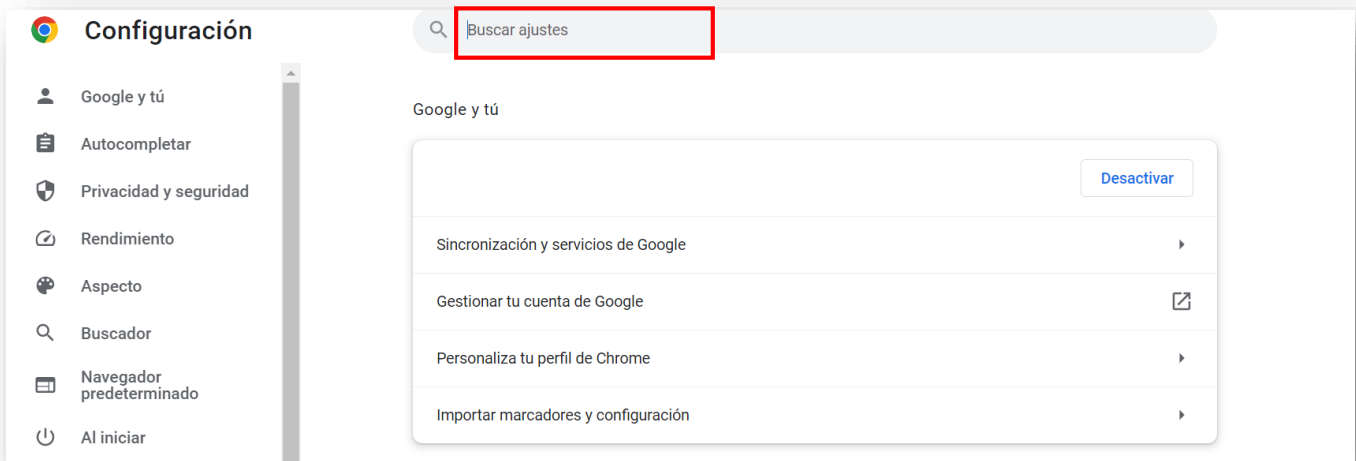 Configuración
Buscar ajustes
Google y tú
Autocompletar
Privacidad y seguridad
Rendimiento
Aspecto
Buscador
Navegador
predeterminado
Al iniciar
Google y tú
Desactivar
Sincronización y servicios de Google
Gestionar tu cuenta de Google
Personaliza tu perfil de Chrome
Importar marcadores y configuración